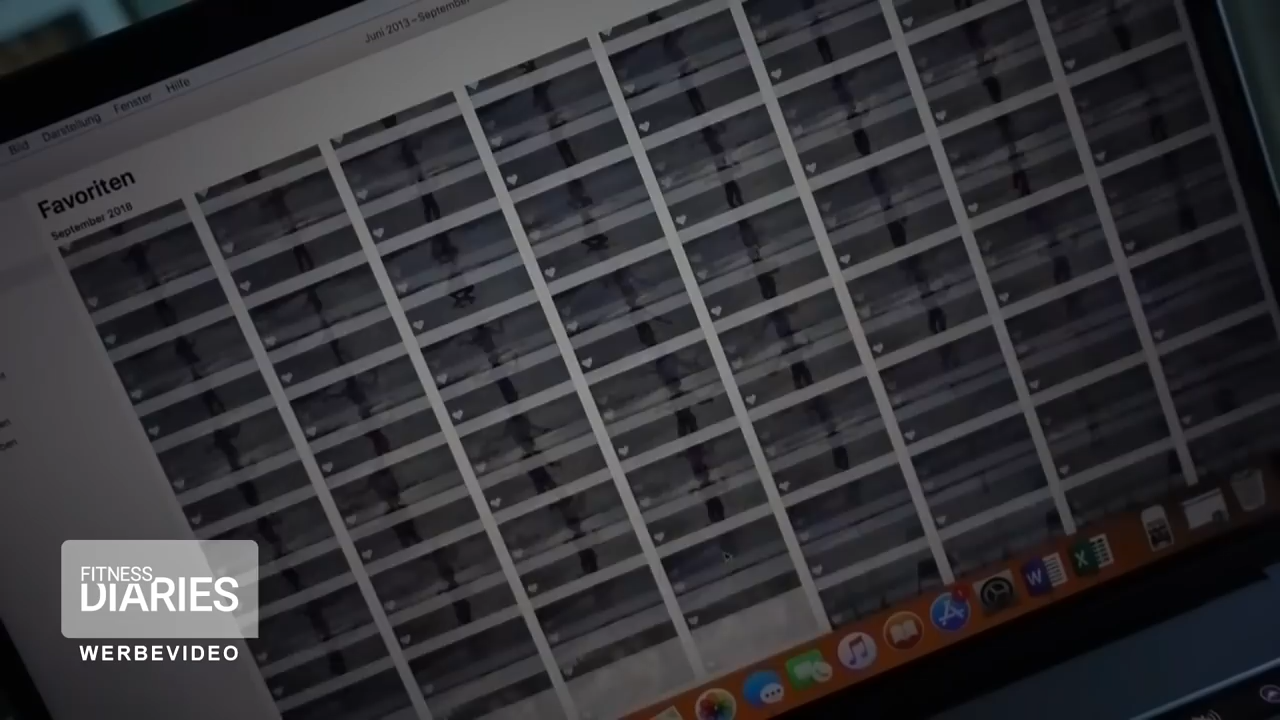 Juni 2013 – September
Bild Darstellung Fenster Hilfe
Favoriten
September 2018
FITNESS
DIARIES
WERBEVIDEO